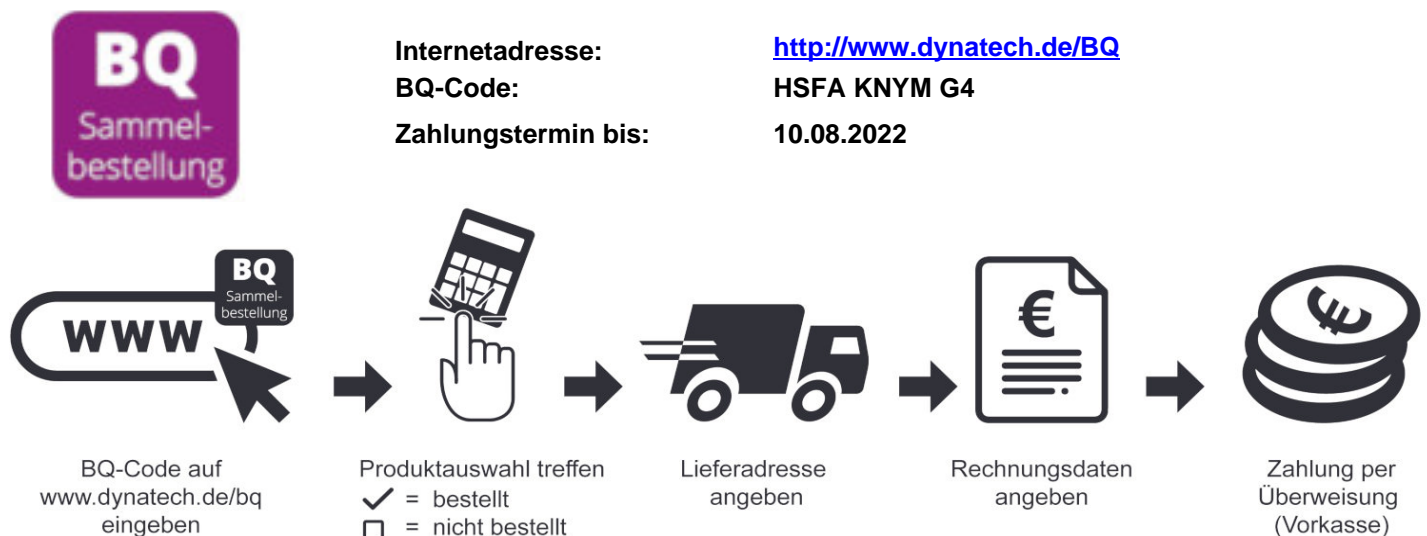 BQ
Sammel-
bestellung
Internetadresse: http://www.dynatech.de/BQ
BQ-Code: HSFA KNYM G4
Zahlungstermin bis: 10.08.2022
BQ
Sammel-
bestellung
WWW
€
€
BQ-Code auf
www.dynatech.de/bq
eingeben
Produktauswahl treffen
✓ = bestellt
□ = nicht bestellt
Lieferadresse
angeben
Rechnungsdaten
angeben
Zahlung per
Überweisung
(Vorkasse)